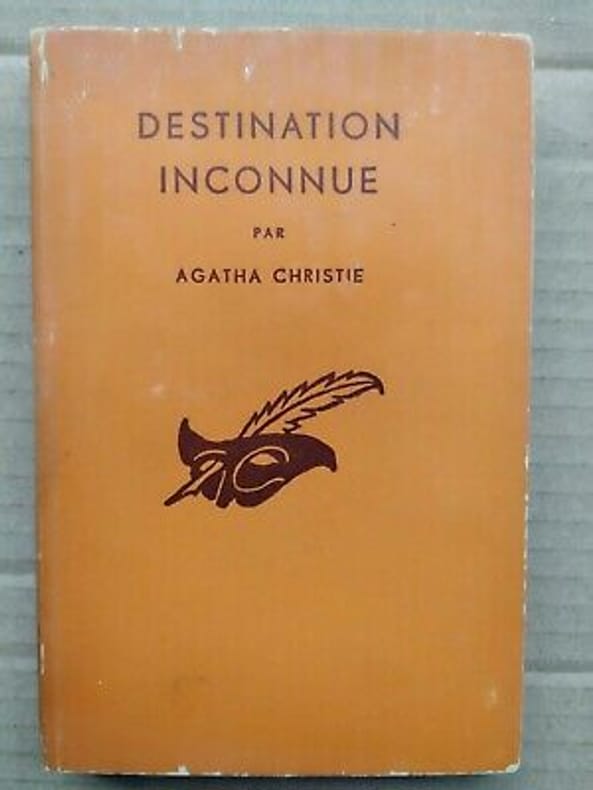 DESTINATION
INCONNUE
PAR
AGATHA CHRISTIE